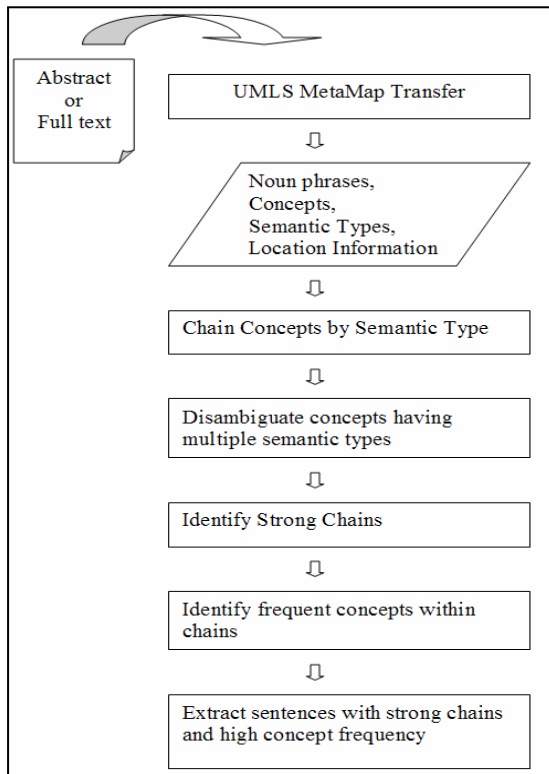 Abstract
or
Full text
UMLS MetaMap Transfer
Noun phrases,
Concepts,
Semantic Types,
Location Information
Chain Concepts by Semantic Type
Disambiguate concepts having
multiple semantic types
Identify Strong Chains
Identify frequent concepts within
chains
Extract sentences with strong chains
and high concept frequency